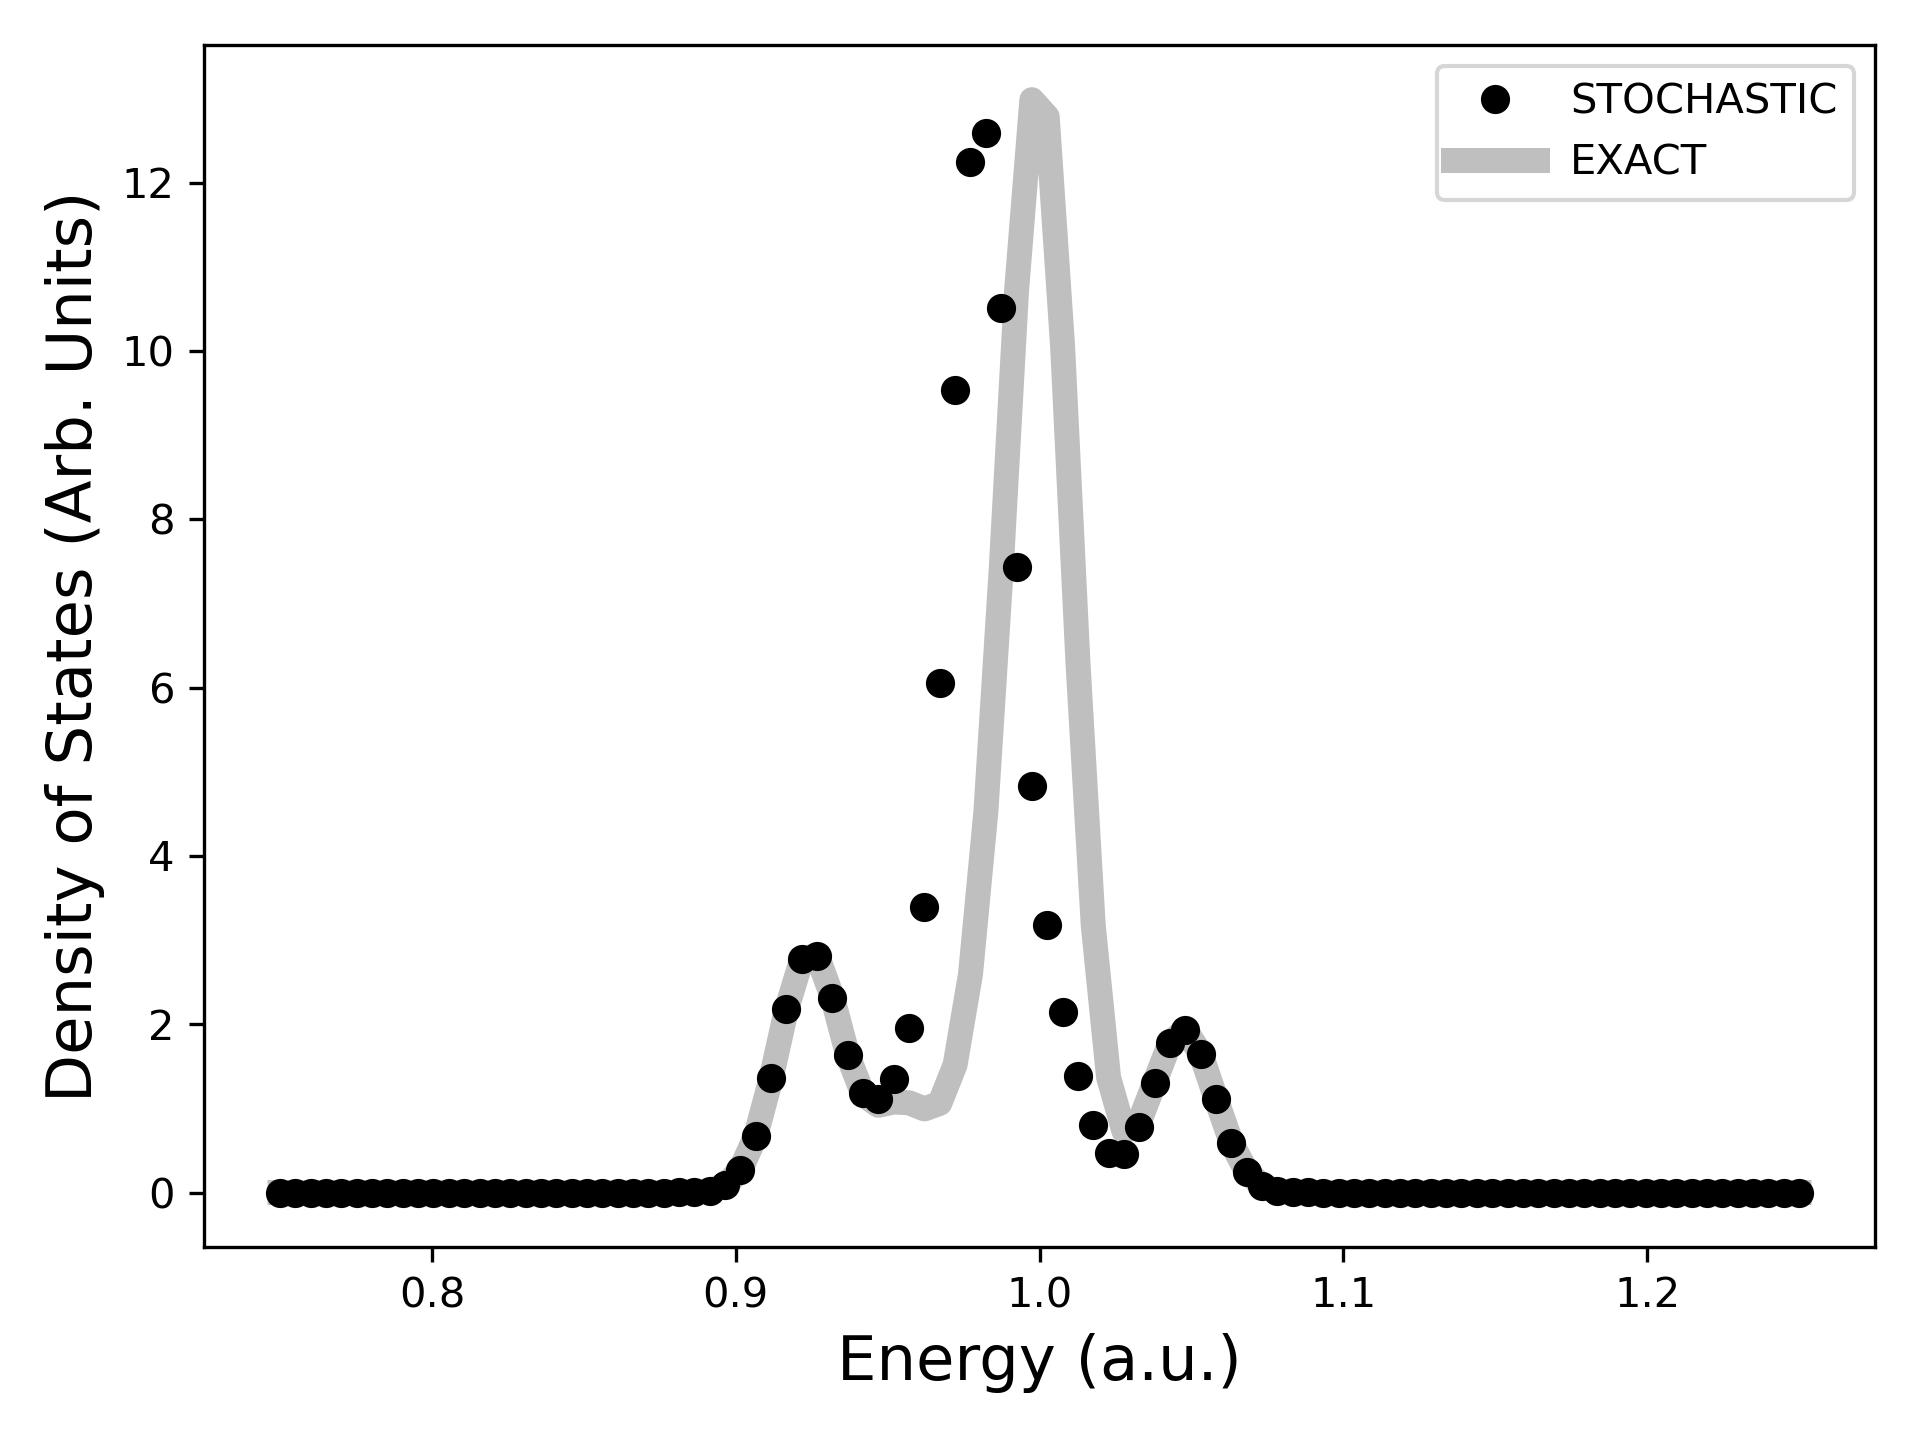 STOCHASTIC
EXACT
Density of States (Arb. Units)
12
10
8
6
4
2
0
0.8 0.9 1.0 1.1 1.2
Energy (a.u.)